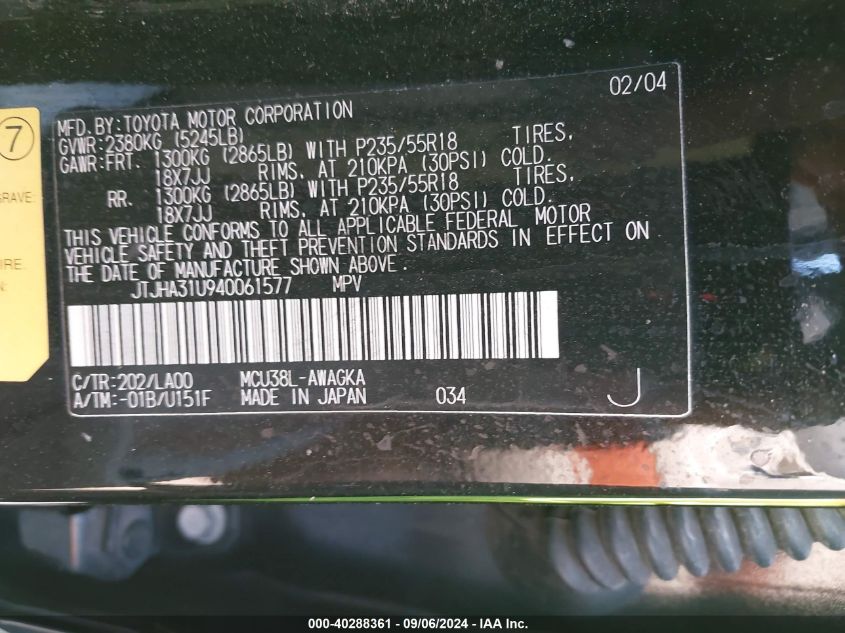 02/04
MFD.BY:TOYOTA MOTOR CORPORATION
GVWR:2380KG (5245LB)
GAWR:FRT. 1300KG (2865LB) WITH P235/55R18 TIRES,
18X7JJ RIMS, AT 210KPA (30PSI) COLD.
RR. 1300KG (2865LB) WITH P235/55R18 TIRES,
18X7JJ RIMS, AT 210KPA (30PSI) COLD.
THIS VEHICLE CONFORMS TO ALL APPLICABLE FEDERAL MOTOR
VEHICLE SAFETY AND THEFT PREVENTION STANDARDS IN EFFECT ON
THE DATE OF MANUFACTURE SHOWN ABOVE.
JTJHA31U940061577 MPV
C/TR:202/LA00 MCU38L-AWAGKA
A/TM:-01B/U151F MADE IN JAPAN 034 J
7
GRAVE
000-40288361 - 09/06/2024 - IAA Inc.